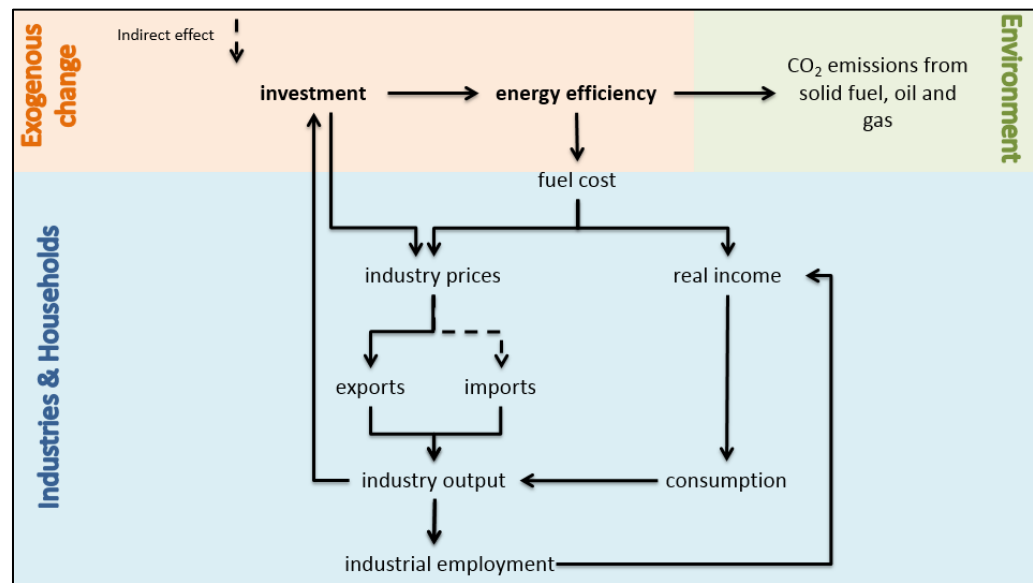 Exogenous
change
Indirect effect
investment
energy efficiency
CO₂ emissions from
solid fuel, oil and
gas
Environment
Industries & Households
fuel cost
industry prices
real income
exports
imports
industry output
consumption
industrial employment